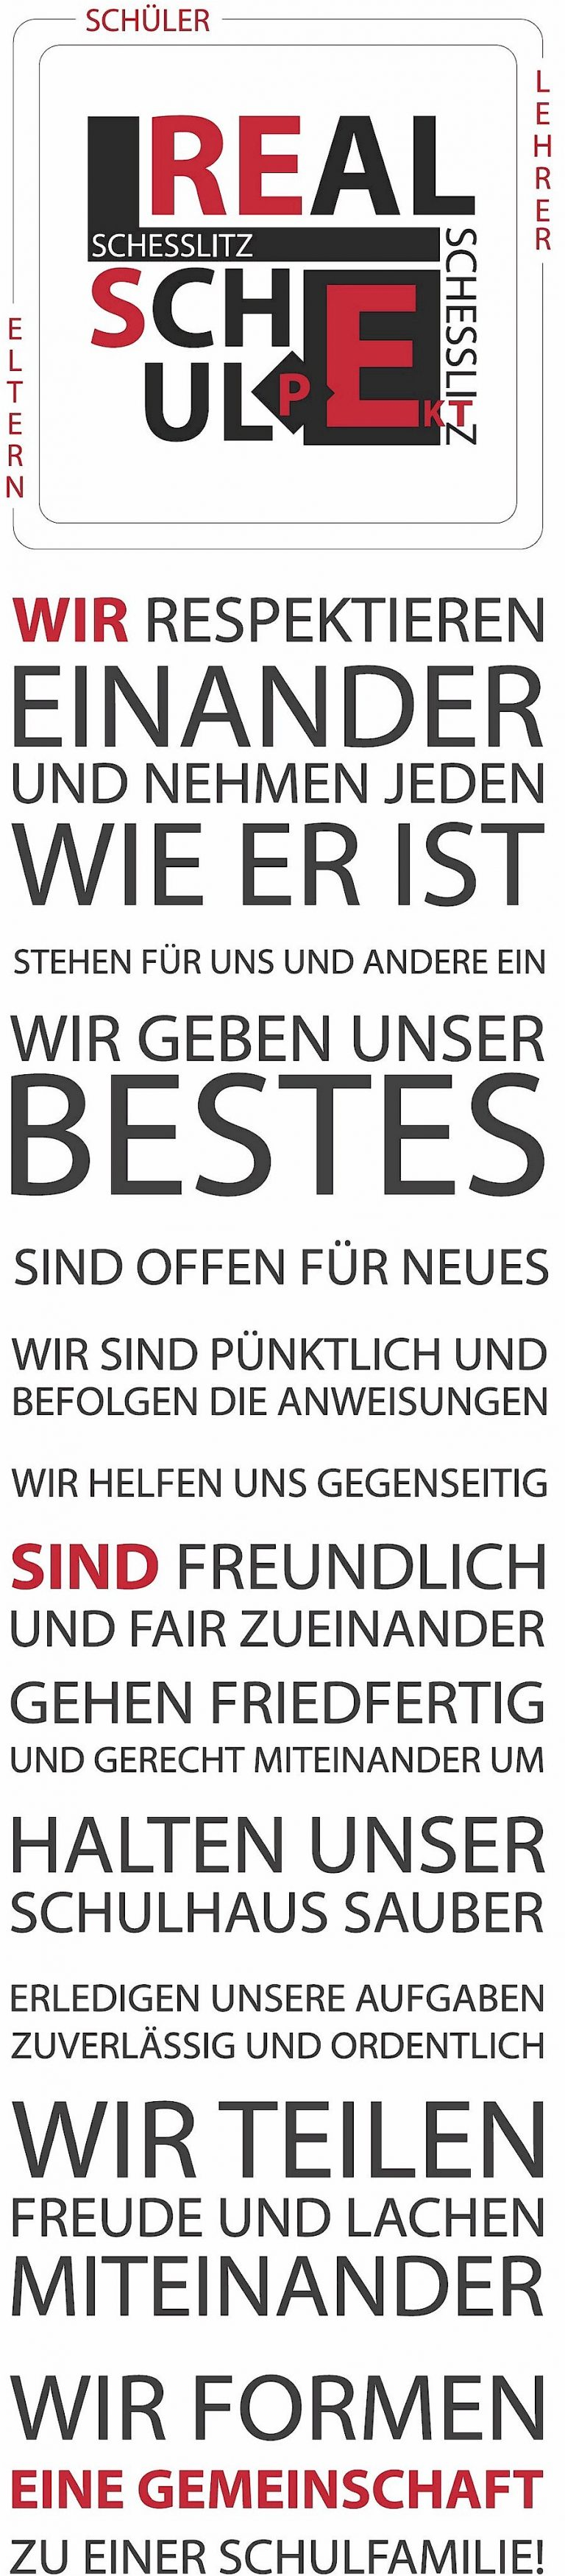 SCHÜLER
LEHRER
ELTERN
REAL
SCHESSLITZ
SCHESSLITZ
SCH
ULPEKT
WIR RESPEKTIEREN
EINANDER
UND NEHMEN JEDEN
WIE ER IST
STEHEN FÜR UNS UND ANDERE EIN
WIR GEBEN UNSER
BESTES
SIND OFFEN FÜR NEUES
WIR SIND PÜNKTLICH UND
BEFOLGEN DIE ANWEISUNGEN
WIR HELFEN UNS GEGENSEITIG
SIND FREUNDLICH
UND FAIR ZUEINANDER
GEHEN FRIEDFERTIG
UND GERECHT MITEINANDER UM
HALTEN UNSER
SCHULHAUS SAUBER
ERLEDIGEN UNSERE AUFGABEN
ZUVERLÄSSIG UND ORDENTLICH
WIR TEILEN
FREUDE UND LACHEN
MITEINANDER
WIR FORMEN
EINE GEMEINSCHAFT
ZU EINER SCHULFAMILIE!